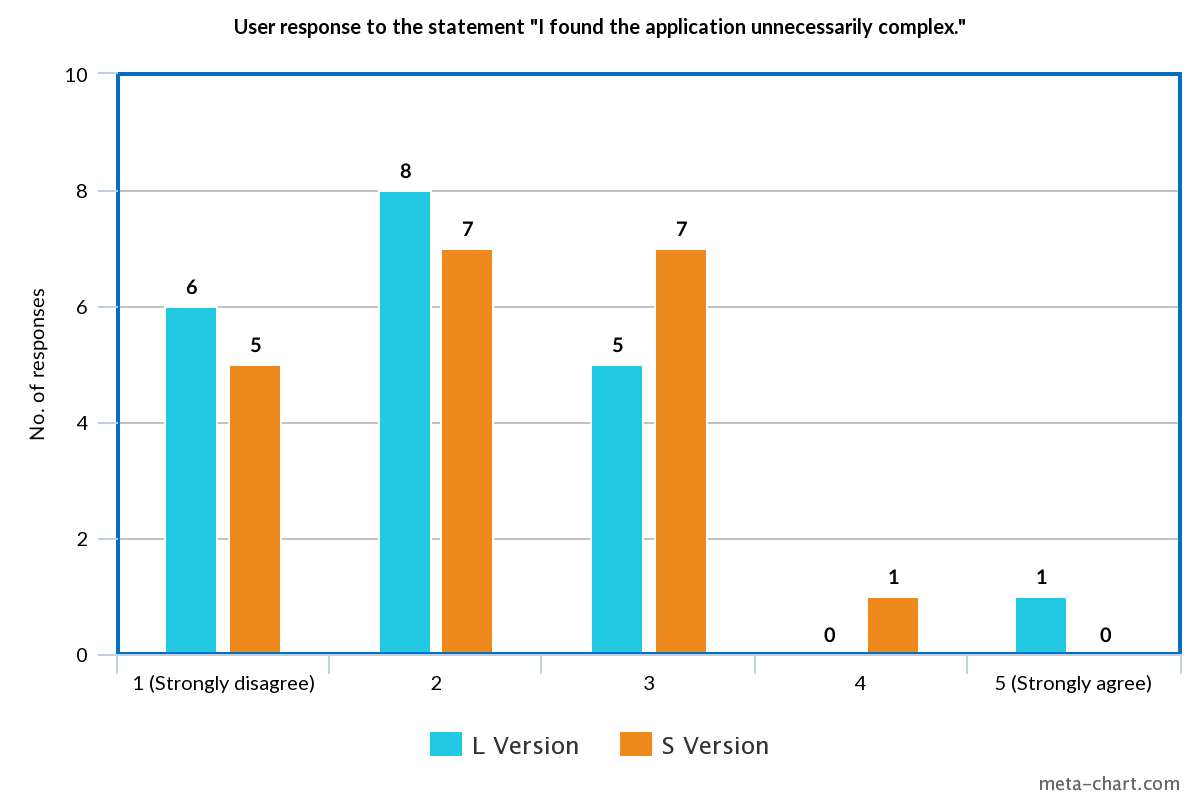 User response to the statement "I found the application unnecessarily complex."
No. of responses
10
8
6
4
2
0
6
5
8
7
5
7
0
1
1
0
1 (Strongly disagree)
2
3
4
5 (Strongly agree)
L Version
S Version
meta-chart.com